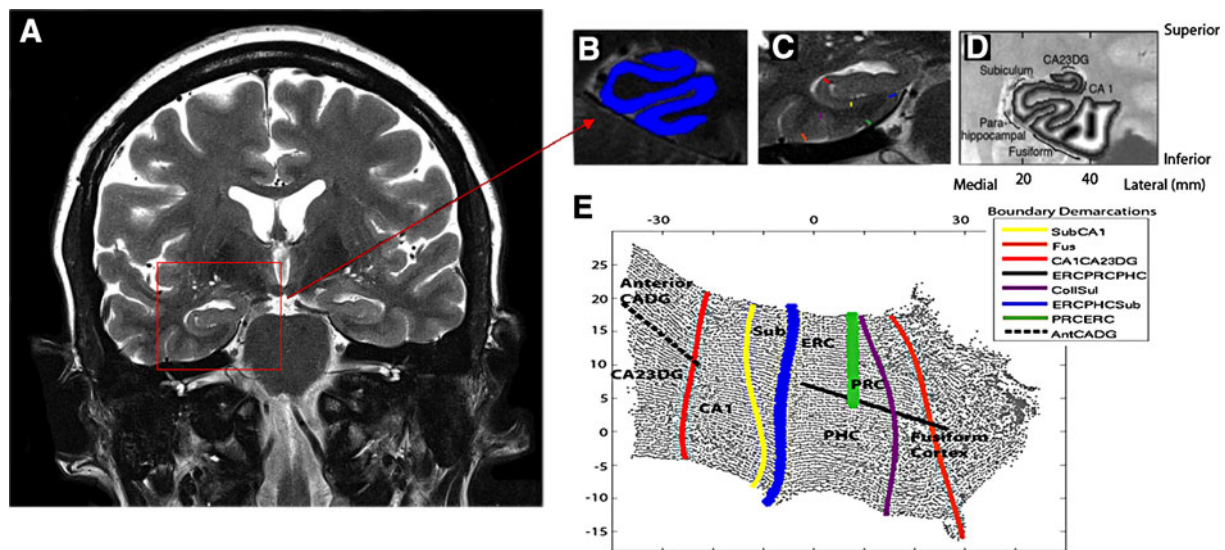 A
B
C
D
Superior
CA23DG
Subiculum
CA 1
Para
hippocampal
Fusiform
Inferior
Medial 20 40 Lateral (mm)
E
-30 0 30
Boundary Demarcations
SubCA1
Fus
CA1CA23DG
ERCPRCPHC
CollSul
ERCPHCSub
PRCERC
AntCADG
25
20
15
10
5
0
-5
-10
-15
Anterior
CADG
Sub
ERC
CA23DG
PRC
CA1
PHC
Fusiform
Cortex